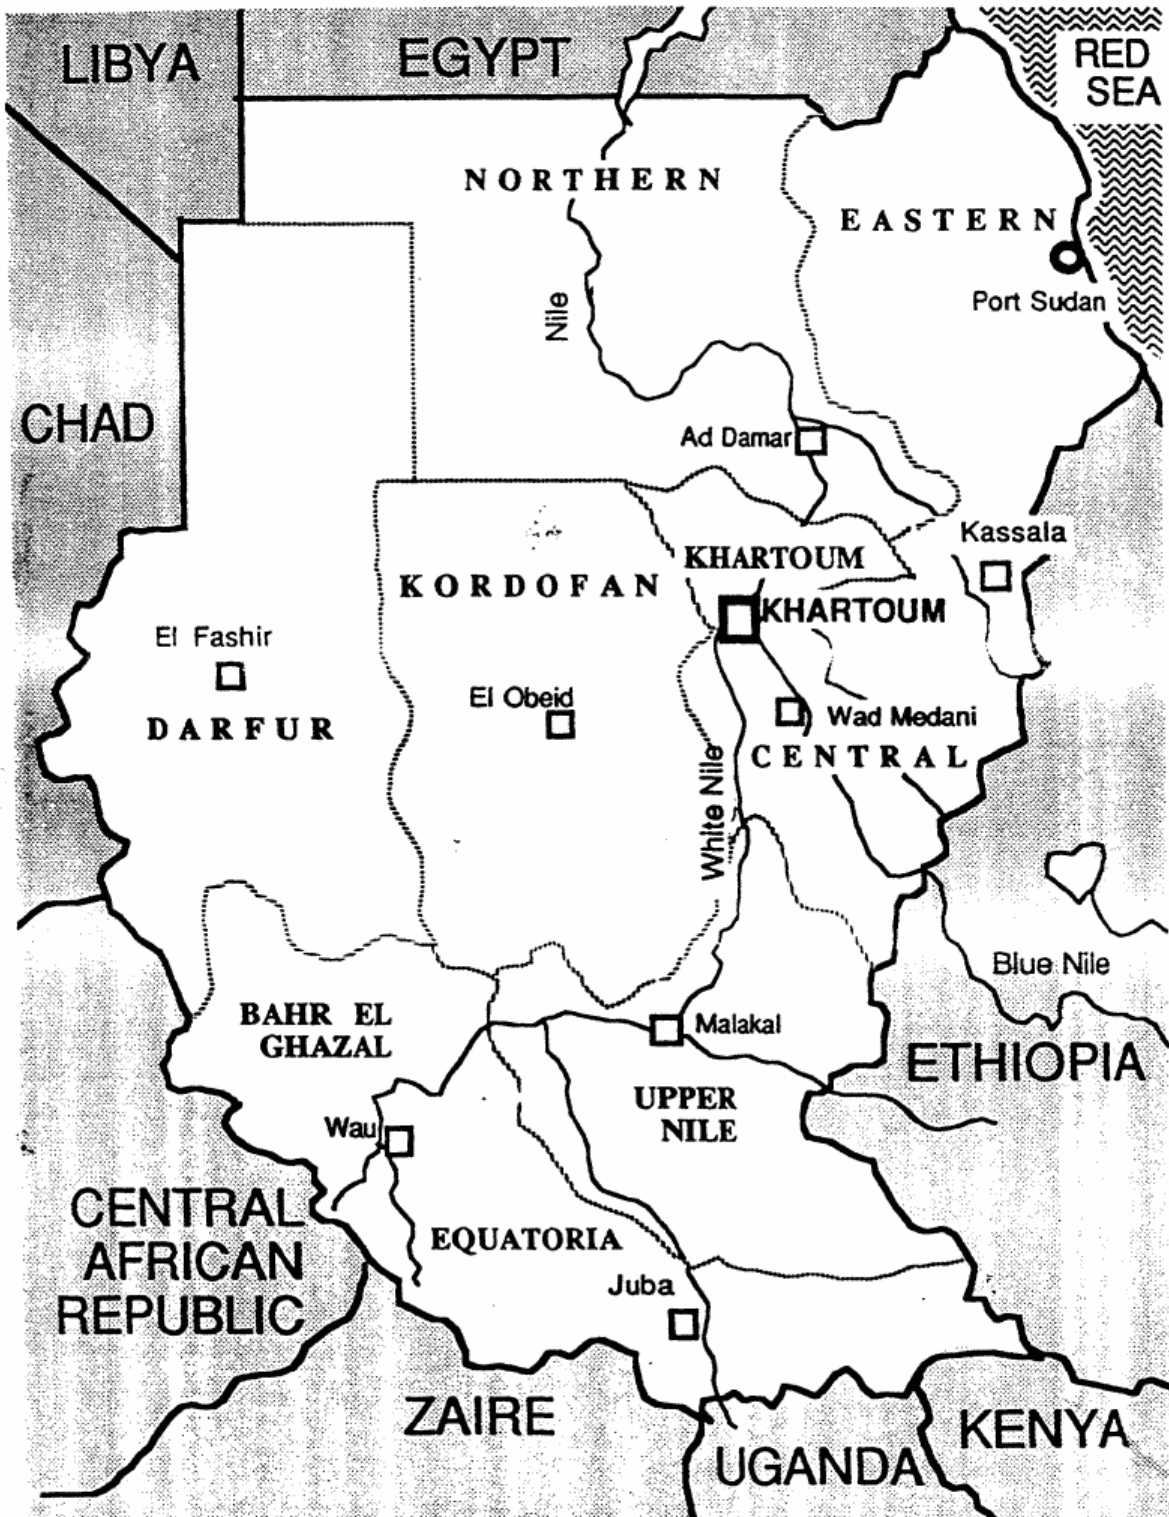 LIBYA
EGYPT
RED
SEA
NORTHERN
EASTERN
Port Sudan
Nile
CHAD
Ad Damar
Kassala
KHARTOUM
KORDOFAN
KHARTOUM
El Fashir
El Obeid
DARFUR
Wad Medani
CENTRAL
White Nile
Blue Nile
BAHR EL
GHAZAL
Malakal
ETHIOPIA
UPPER
NILE
Wau
CENTRAL
AFRICAN
REPUBLIC
EQUATORIA
Juba
ZAIRE
KENYA
UGANDA